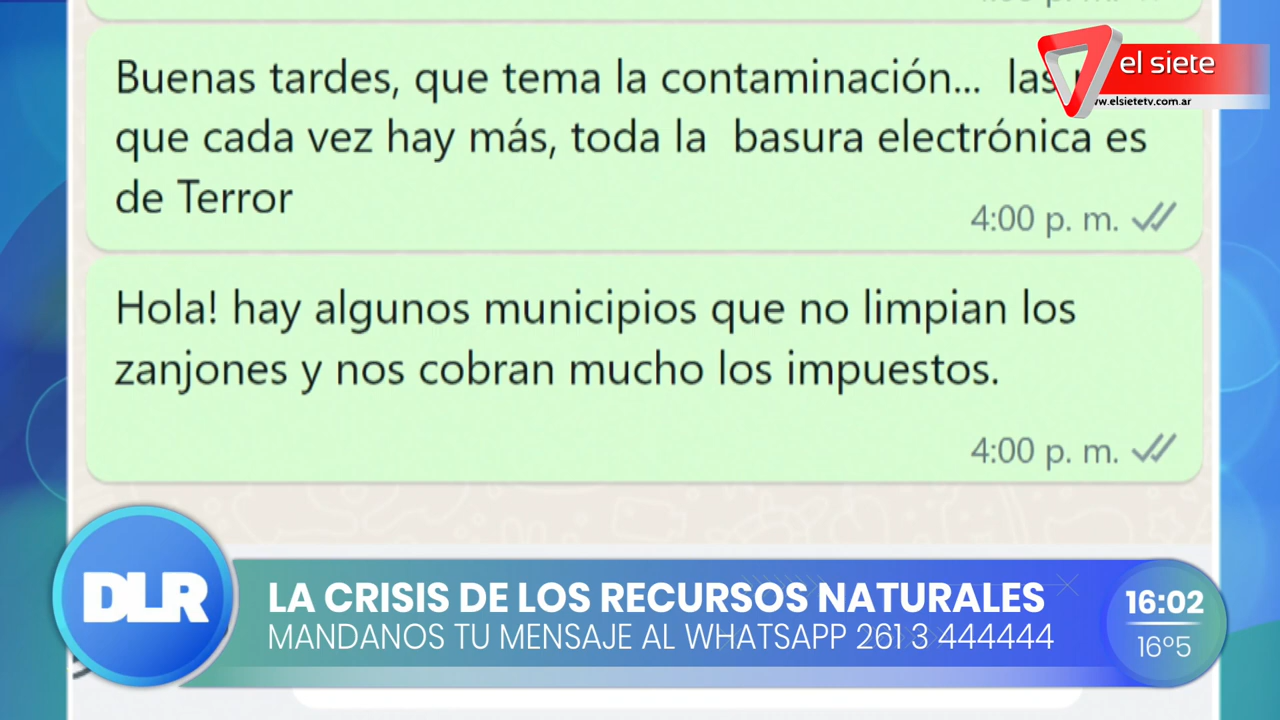 Buenas tardes, que tema la contaminación... las
que cada vez hay más, toda la basura electrónica es
de Terror
4:00 p. m.
Hola! hay algunos municipios que no limpian los
zanjones y nos cobran mucho los impuestos.
4:00 p. m.
el siete
www.elsietetv.com.ar
DLR
LA CRISIS DE LOS RECURSOS NATURALES
MANDANOS TU MENSAJE AL WHATSAPP 261 3 444444
16:02
16º5